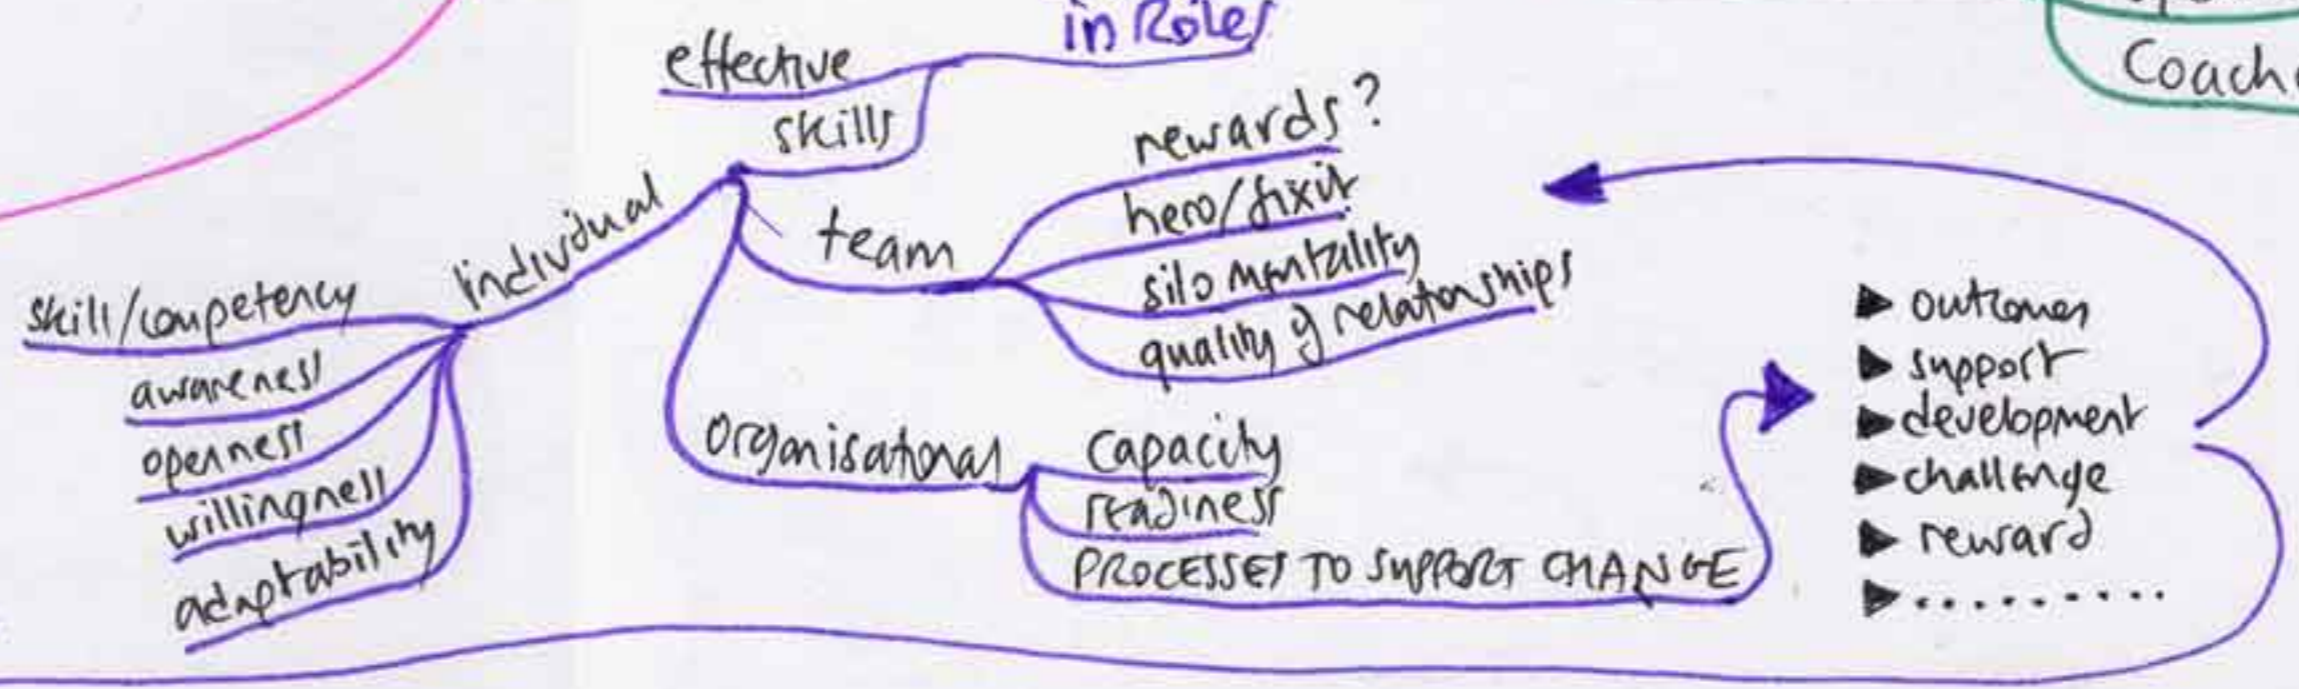 in Roles
effective
skills
individual
skill/competency
awareness
openness
willingness
adaptability
team
rewards?
hero/fixit
silo mentality
quality of relationships
organisational
capacity
readiness
PROCESSES TO SUPPORT CHANGE
▶ outcomes
▶ support
▶ development
▶ challenge
▶ reward
▶ .........
Coach